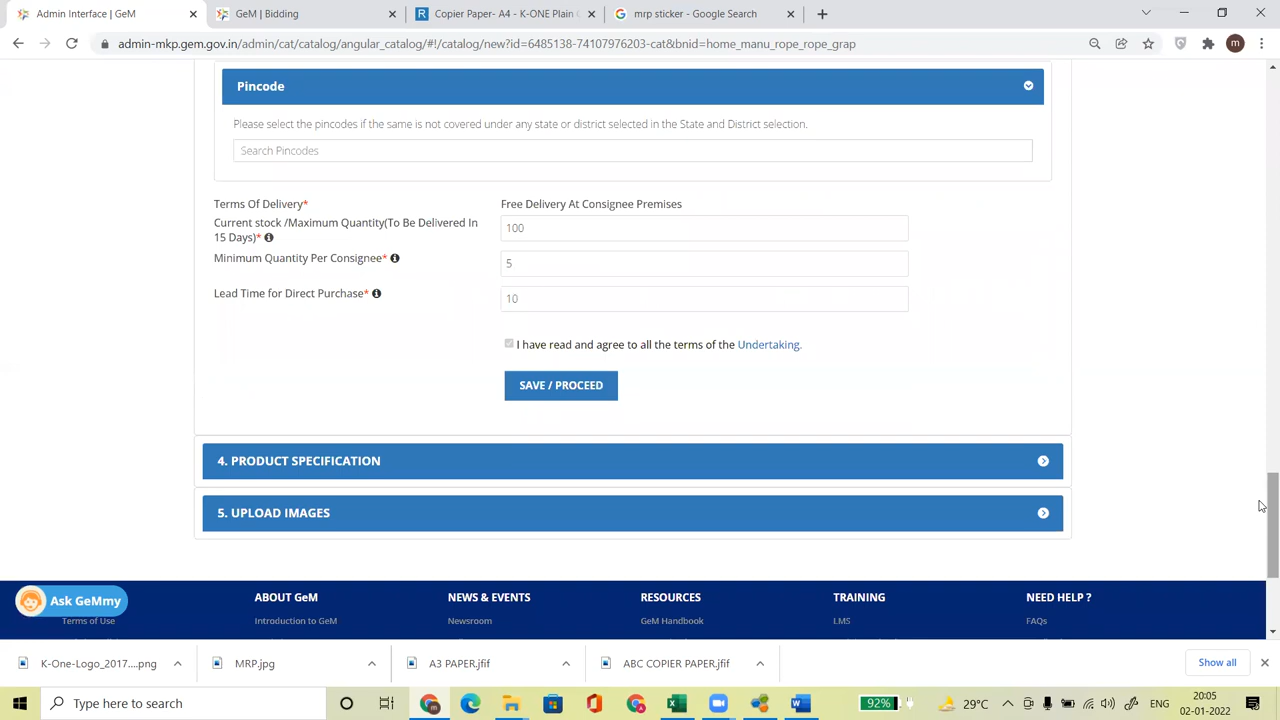 Admin Interface | GeM
GeM | Bidding
Copier Paper- A4 - K-ONE Plain C
mrp sticker - Google Search
admin-mkp.gem.gov.in/admin/cat/catalog/angular_catalog/#!/catalog/new?id=6485138-74107976203-cat&bnid=home_manu_rope_rope_grap
m
Pincode
Please select the pincodes if the same is not covered under any state or district selected in the State and District selection.
Search Pincodes
Terms Of Delivery*
Free Delivery At Consignee Premises
Current stock /Maximum Quantity(To Be Delivered In
15 Days)*
100
Minimum Quantity Per Consignee*
5
Lead Time for Direct Purchase*
10
I have read and agree to all the terms of the Undertaking.
SAVE / PROCEED
4. PRODUCT SPECIFICATION
5. UPLOAD IMAGES
Ask GeMmy
ABOUT GeM
NEWS & EVENTS
RESOURCES
TRAINING
NEED HELP ?
Terms of Use
Introduction to GeM
Newsroom
GeM Handbook
LMS
FAQs
K-One-Logo_2017....png
MRP.jpg
A3 PAPER.jfif
ABC COPIER PAPER.jfif
Show all
Type here to search
92%
29°C
ENG
20:05
02-01-2022